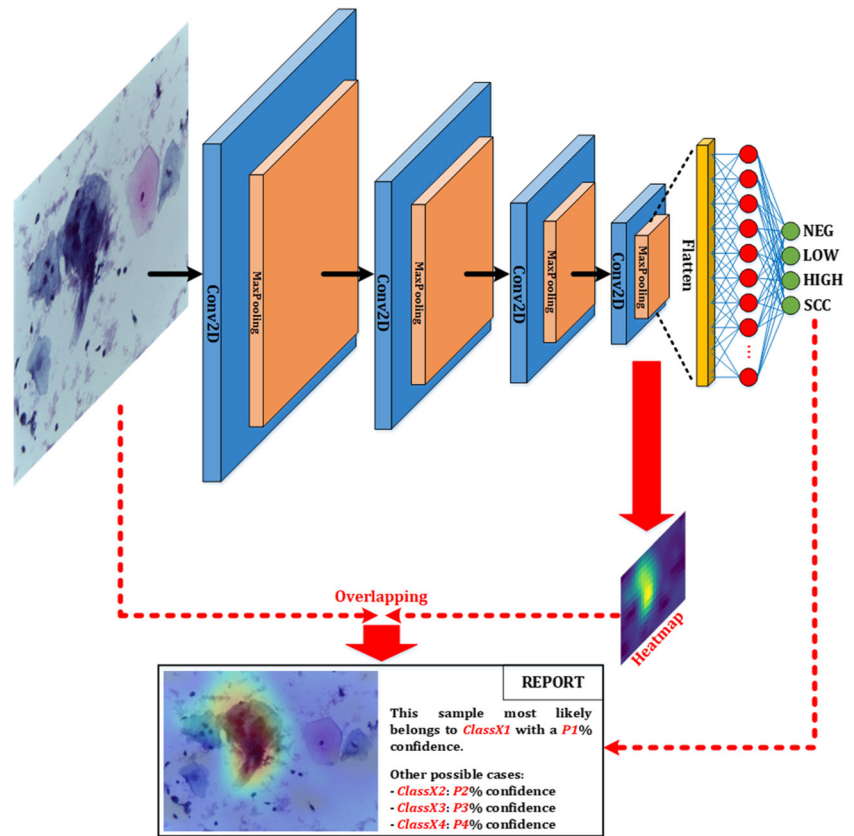 Conv2D
MaxPooling
Conv2D
MaxPooling
Conv2D
MaxPooling
Conv2D
MaxPooling
Flatten
NEG
LOW
HIGH
SCC
Overlapping
Heatmap
REPORT
This sample most likely
belongs to ClassX1 with a P1%
confidence.
Other possible cases:
- ClassX2: P2% confidence
- ClassX3: P3% confidence
- ClassX4: P4% confidence